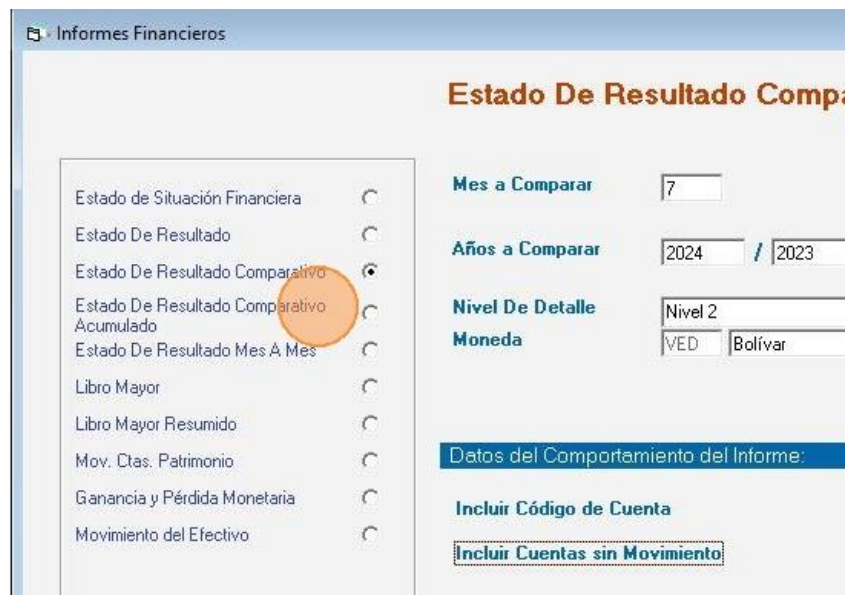 Informes Financieros
Estado De Resultado Compa
Estado de Situación Financiera
Estado De Resultado
Estado De Resultado Comparativo
Estado De Resultado Comparativo
Acumulado
Estado De Resultado Mes A Mes
Libro Mayor
Libro Mayor Resumido
Mov. Ctas. Patrimonio
Ganancia y Pérdida Monetaria
Movimiento del Efectivo
Mes a Comparar 7
Años a Comparar 2024 / 2023
Nivel De Detalle Nivel 2
Moneda VED Bolívar
Datos del Comportamiento del Informe:
Incluir Código de Cuenta
Incluir Cuentas sin Movimiento